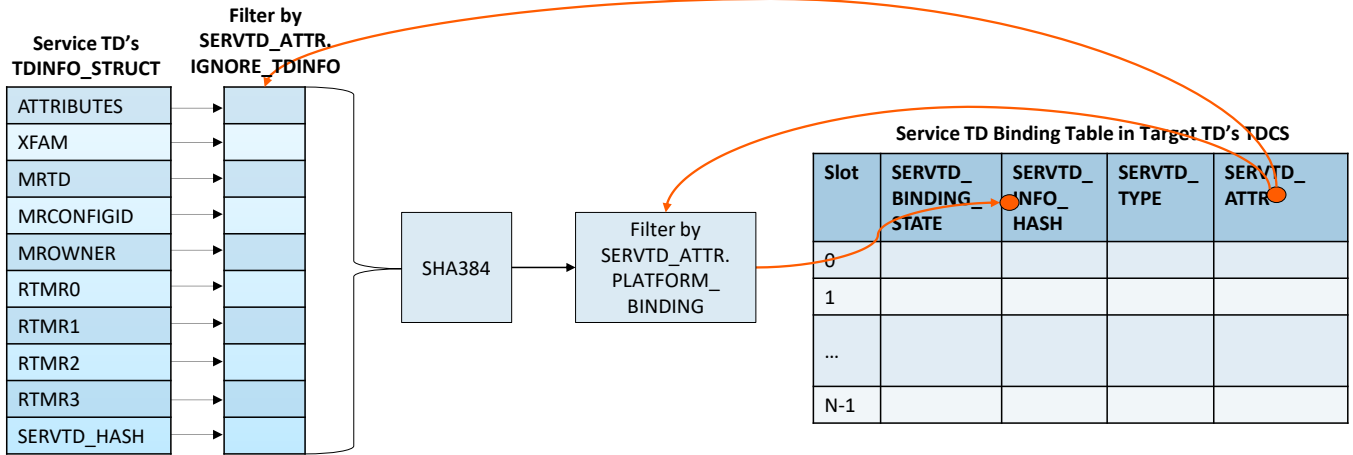 Service TD's
TDINFO_STRUCT
ATTRIBUTES
XFAM
MRTD
MRCONFIGID
MROWNER
RTMR0
RTMR1
RTMR2
RTMR3
SERVTD_HASH
Filter by
SERVTD_ATTR.
IGNORE_TDINFO
SHA384
Filter by
SERVTD_ATTR.
PLATFORM_
BINDING
Service TD Binding Table in Target TD's TDCS
Slot
SERVTD_
BINDING_
STATE
SERVTD_
INFO_
HASH
SERVTD_
TYPE
SERVTD_
ATTR
0
1
…
N-1